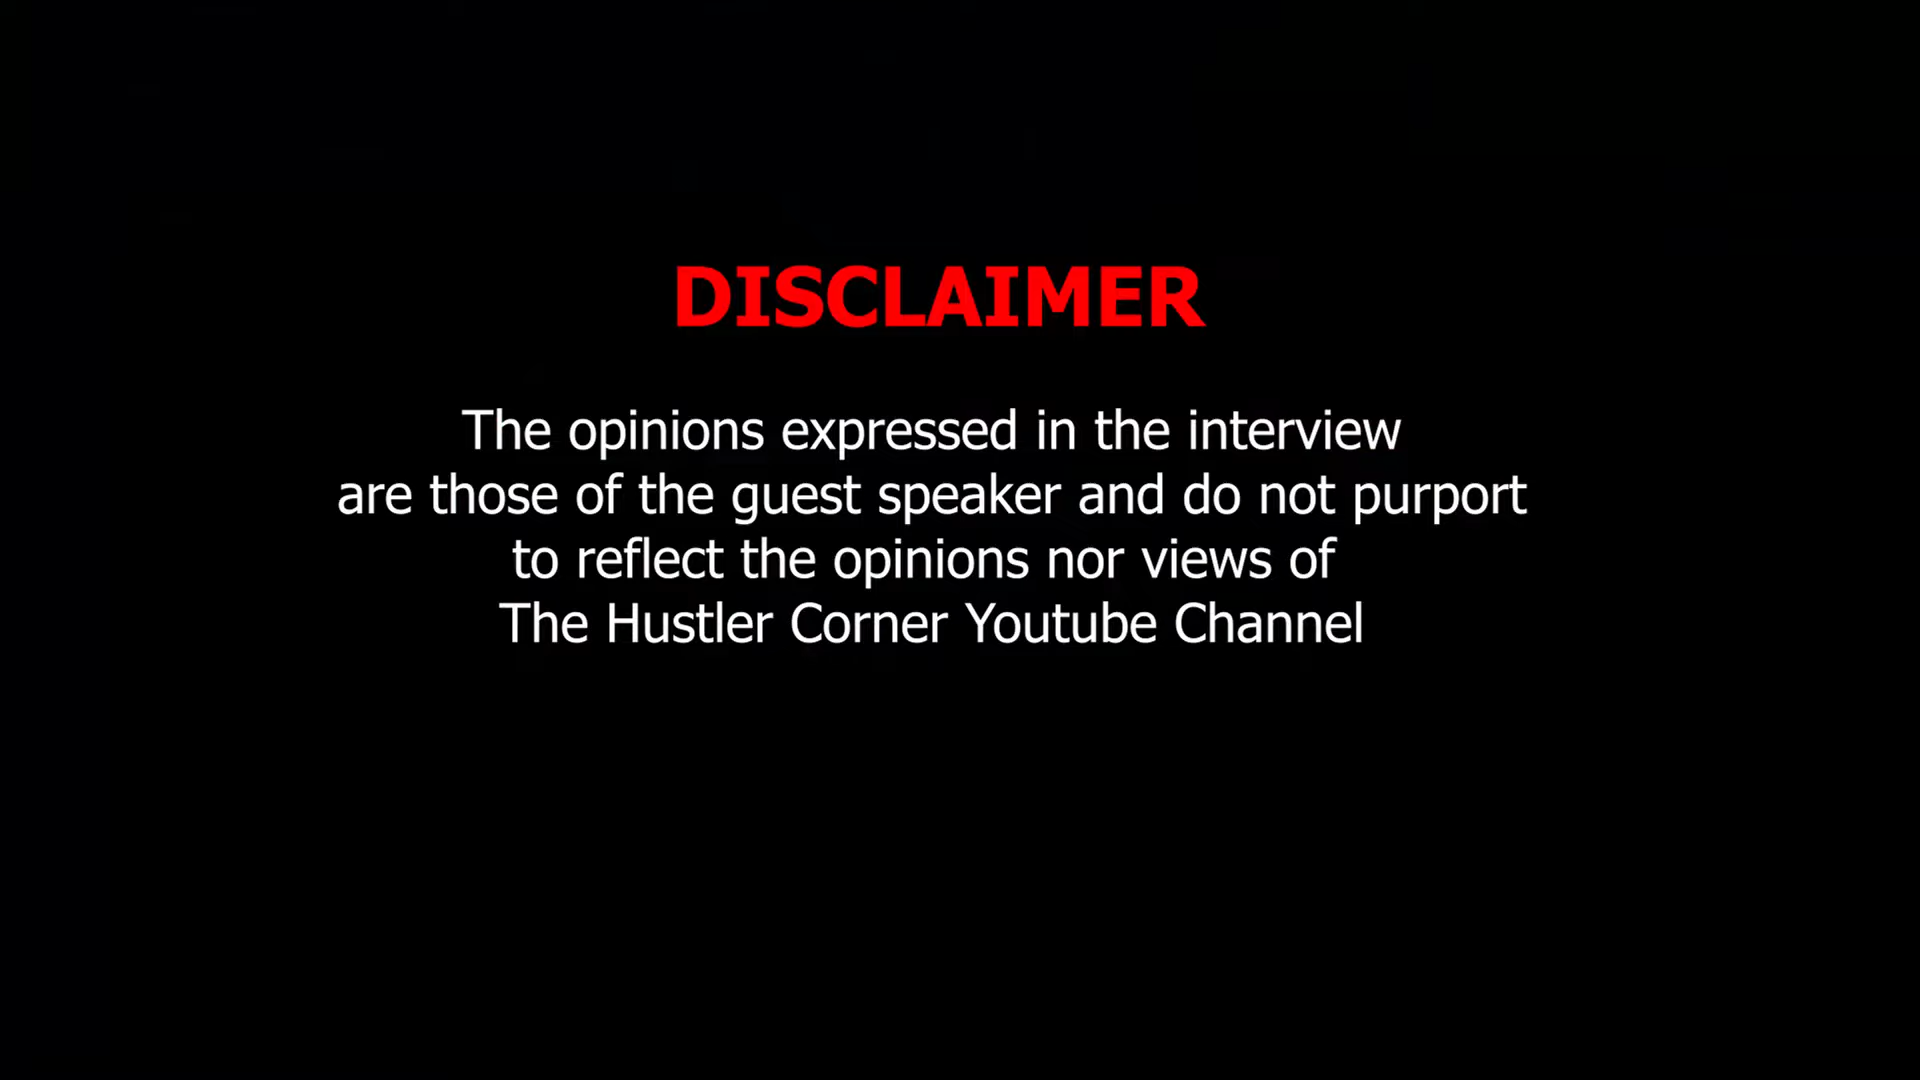 DISCLAIMER
The opinions expressed in the interview
are those of the guest speaker and do not purport
to reflect the opinions nor views of
The Hustler Corner Youtube Channel